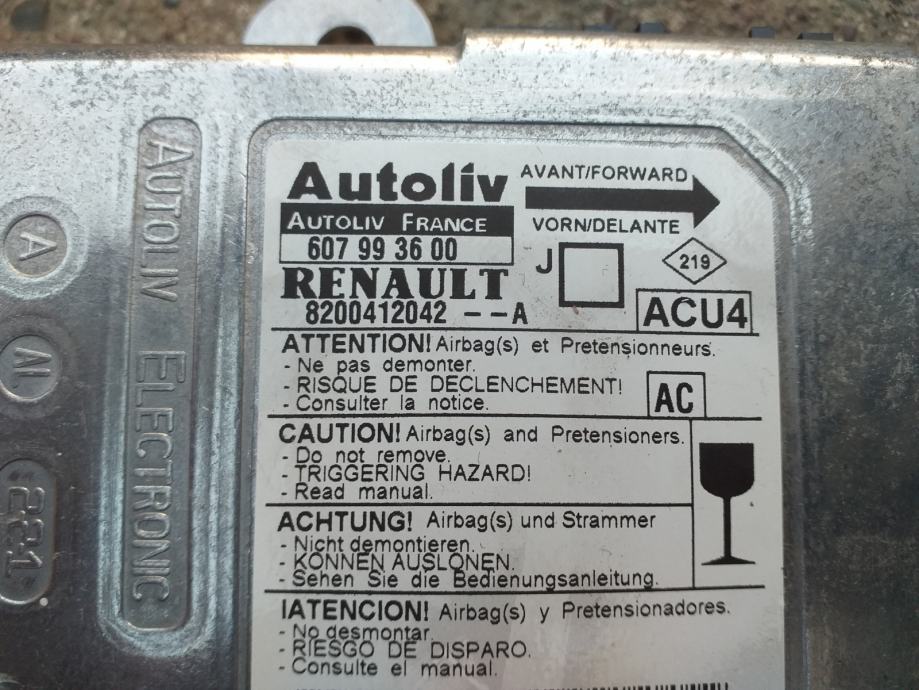 Autoliv
AUTOLIV FRANCE
607 99 36 00
RENAULT
8200412042 --A
AVANT/FORWARD
VORN/DELANTE
J
219
ACU4
ATTENTION! Airbag(s) et Pretensionneurs.
- Ne pas demonter.
- RISQUE DE DECLENCHEMENT!
- Consulter la notice.
AC
CAUTION! Airbag(s) and Pretensioners.
- Do not remove.
- TRIGGERING HAZARD!
- Read manual.
ACHTUNG! Airbag(s) und Strammer
- Nicht demontieren.
- KONNEN AUSLONEN.
- Sehen Sie die Bedienungsanleitung.
IATENCION! Airbag(s) y Pretensionadores.
- No desmontar.
- RIESGO DE DISPARO.
- Consulte el manual.
AUTOLIV ELECTRONIC
A
AL
221